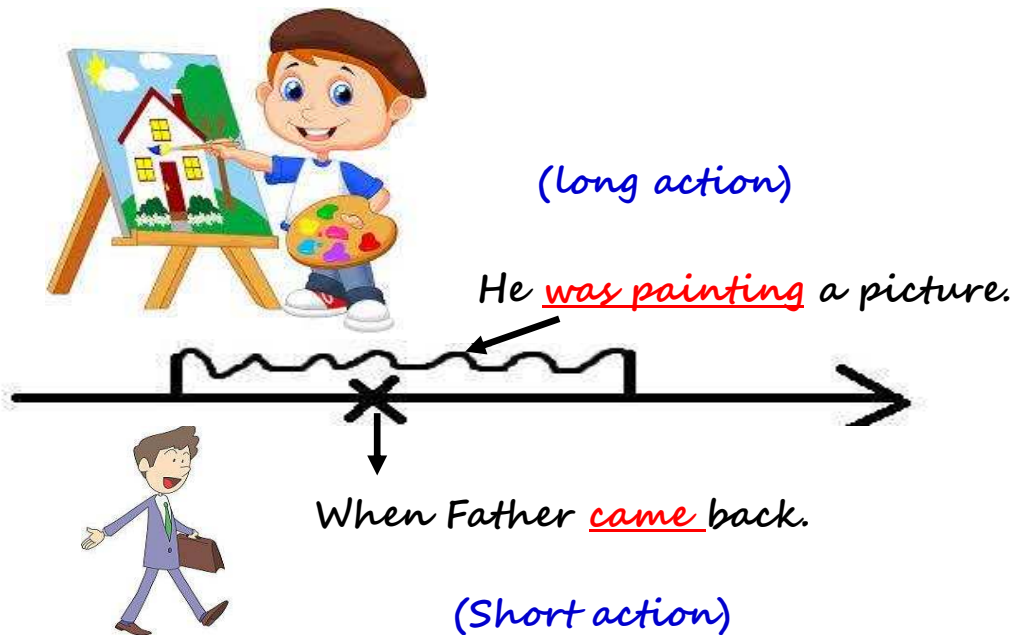 (long action)
He was painting a picture.
When Father came back.
(Short action)